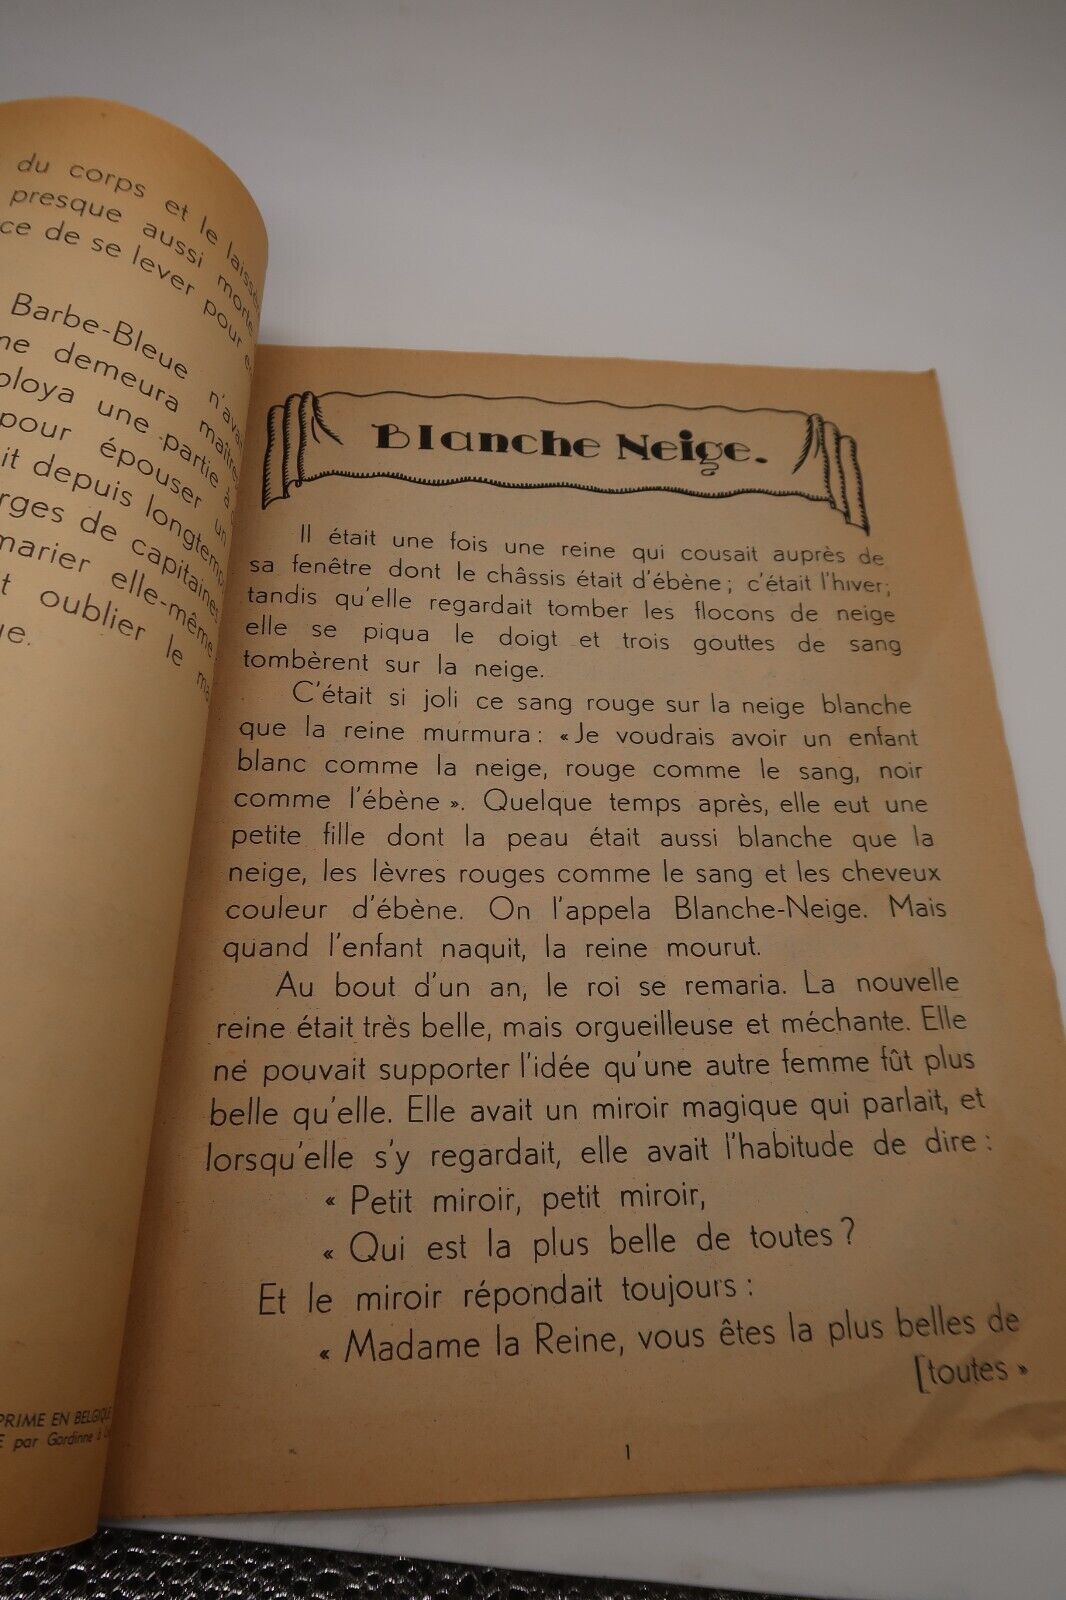 du corps et le
presque aussi
ce de se lever pour
Barbe-Bleue
demeura
une partie à
pour épouser un
depuis
de capitaines
marier elle-même
oublier le
PRIME EN BELGIQUE
par Gordinne à
Blanche Neige.
Il était une fois une reine qui cousait auprès de
sa fenêtre dont le châssis était d'ébène; c'était l'hiver;
tandis qu'elle regardait tomber les flocons de neige
elle se piqua le doigt et trois gouttes de sang
tombèrent sur la neige.
C'était si joli ce sang rouge sur la neige blanche
que la reine murmura : « Je voudrais avoir un enfant
blanc comme la neige, rouge comme le sang, noir
comme l'ébène ». Quelque temps après, elle eut une
petite fille dont la peau était aussi blanche que la
neige, les lèvres rouges comme le sang et les cheveux
couleur d'ébène. On l'appela Blanche-Neige. Mais
quand l'enfant naquit, la reine mourut.
Au bout d'un an, le roi se remaria. La nouvelle
reine était très belle, mais orgueilleuse et méchante. Elle
ne pouvait supporter l'idée qu'une autre femme fût plus
belle qu'elle. Elle avait un miroir magique qui parlait, et
lorsqu'elle s'y regardait, elle avait l'habitude de dire :
« Petit miroir, petit miroir,
« Qui est la plus belle de toutes ?
Et le miroir répondait toujours :
« Madame la Reine, vous êtes la plus belles de
[toutes »
1